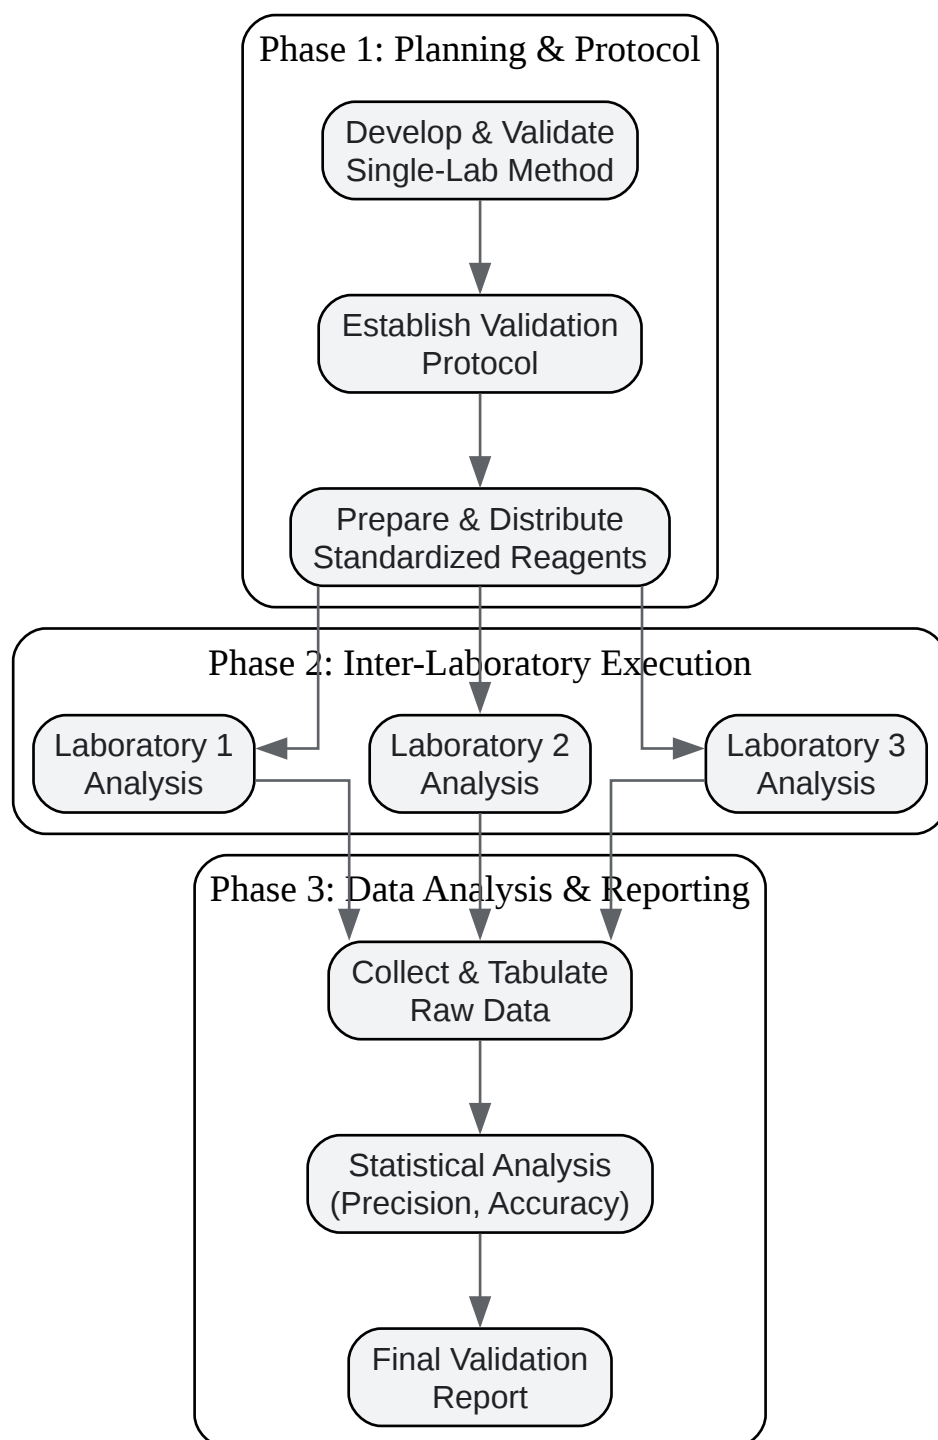 Phase 1: Planning & Protocol
Develop & Validate
Single-Lab Method
Establish Validation
Protocol
Prepare & Distribute
Standardized Reagents
Phase 2: Inter-Laboratory Execution
Laboratory 1
Analysis
Laboratory 2
Analysis
Laboratory 3
Analysis
Phase 3: Data Analysis & Reporting
Collect & Tabulate
Raw Data
Statistical Analysis
(Precision, Accuracy)
Final Validation
Report